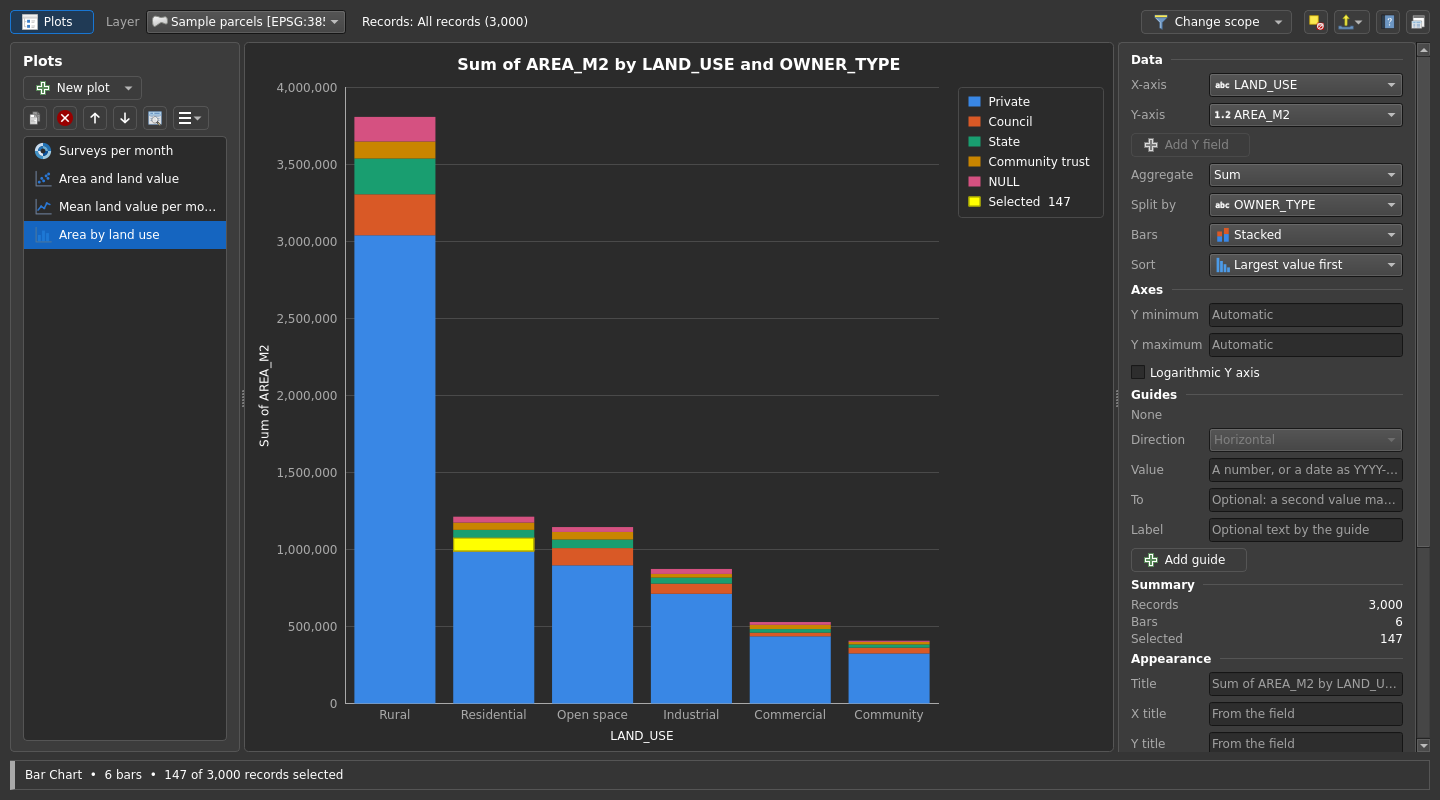 Plots
Layer
Sample parcels [EPSG:385
Records: All records (3,000)
Change scope
Plots
New plot
Surveys per month
Area and land value
Mean land value per mo…
Area by land use
Sum of AREA_M2 by LAND_USE and OWNER_TYPE
4,000,000
3,500,000
3,000,000
2,500,000
2,000,000
1,500,000
1,000,000
500,000
0
Sum of AREA_M2
Rural
Residential
Open space
Industrial
Commercial
Community
LAND_USE
Private
Council
State
Community trust
NULL
Selected 147
Data
X-axis
abc LAND_USE
Y-axis
1.2 AREA_M2
Add Y field
Aggregate
Sum
Split by
abc OWNER_TYPE
Bars
Stacked
Sort
Largest value first
Axes
Y minimum
Automatic
Y maximum
Automatic
Logarithmic Y axis
Guides
None
Direction
Horizontal
Value
A number, or a date as YYYY-…
To
Optional: a second value ma…
Label
Optional text by the guide
Add guide
Summary
Records 3,000
Bars 6
Selected 147
Appearance
Title
Sum of AREA_M2 by LAND_U…
X title
From the field
Y title
From the field
Bar Chart • 6 bars • 147 of 3,000 records selected